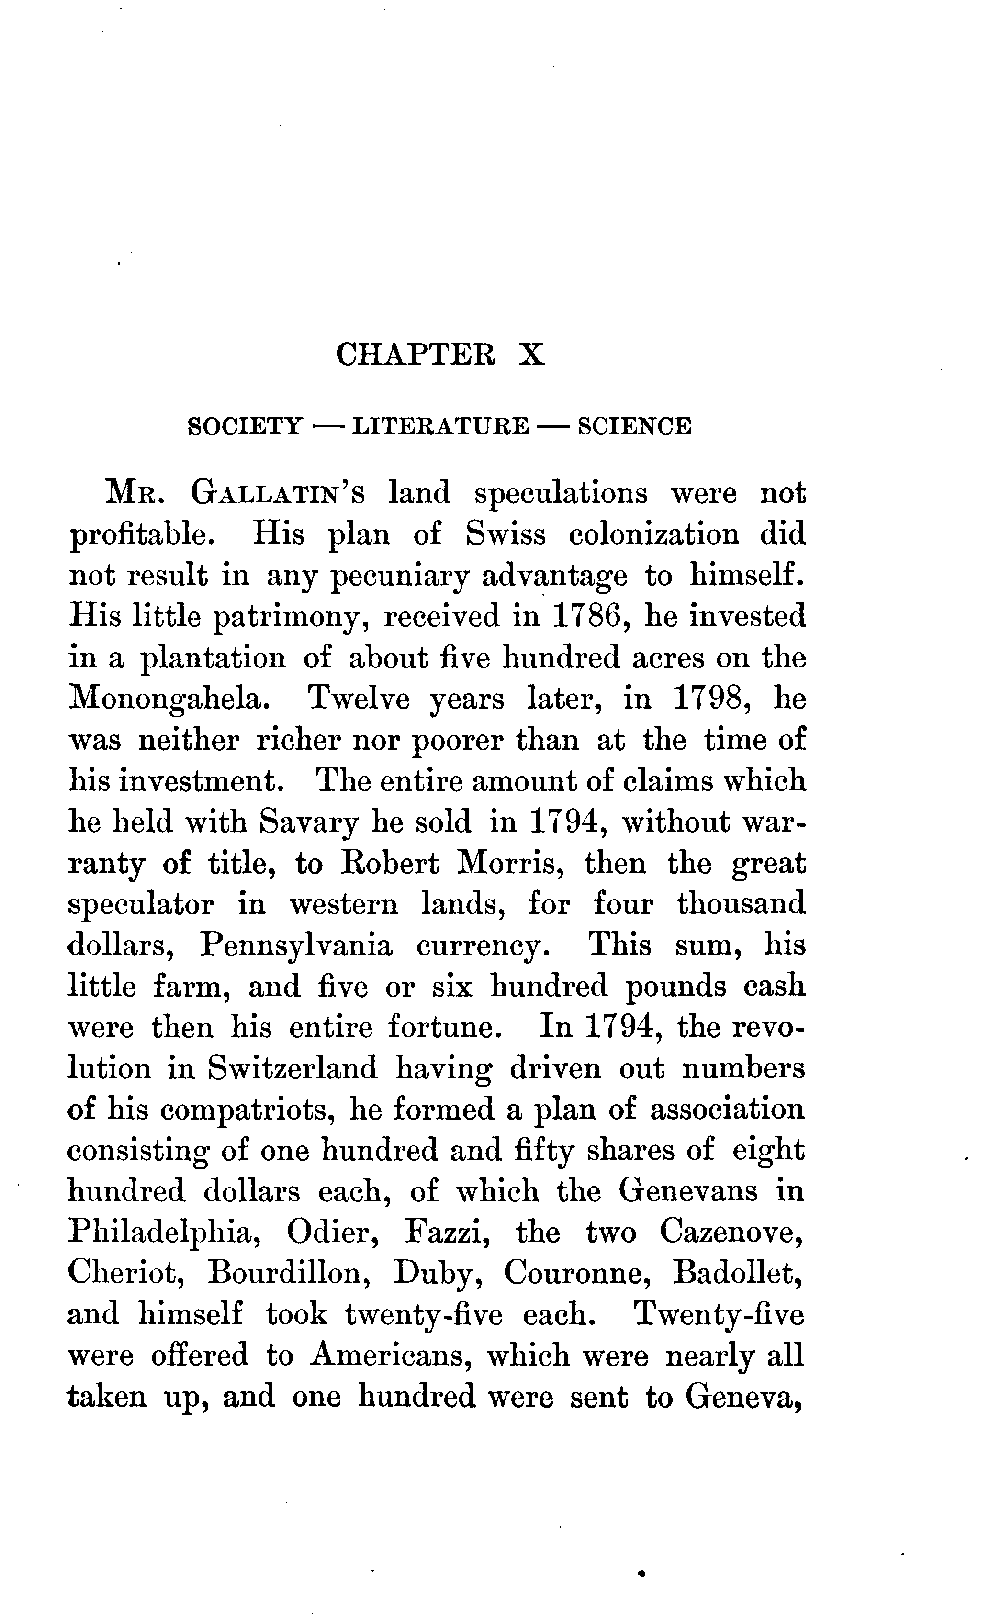 CHAPTER X
SOCIETY — LITERATURE — SCIENCE
MR. GALLATIN'S land speculations were not
profitable. His plan of Swiss colonization did
not result in any pecuniary advantage to himself.
His little patrimony, received in 1786, he invested
in a plantation of about five hundred acres on the
Monongahela. Twelve years later, in 1798, he
was neither richer nor poorer than at the time of
his investment. The entire amount of claims which
he held with Savary he sold in 1794, without war-
ranty of title, to Robert Morris, then the great
speculator in western lands, for four thousand
dollars, Pennsylvania currency. This sum, his
little farm, and five or six hundred pounds cash
were then his entire fortune. In 1794, the revo-
lution in Switzerland having driven out numbers
of his compatriots, he formed a plan of association
consisting of one hundred and fifty shares of eight
hundred dollars each, of which the Genevans in
Philadelphia, Odier, Fazzi, the two Cazenove,
Cheriot, Bourdillon, Duby, Couronne, Badollet,
and himself took twenty-five each. Twenty-five
were offered to Americans, which were nearly all
taken up, and one hundred were sent to Geneva,